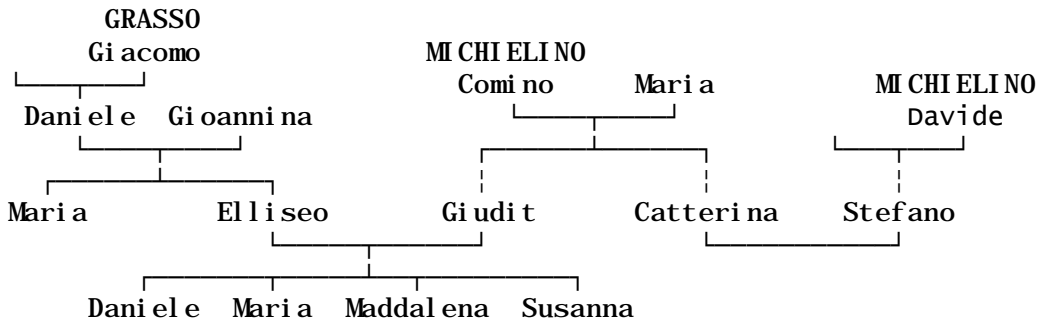 GRASSO
Giacomo MICHIELINO
Comino Maria MICHIELINO
Daniele Gioannina Davide
Maria Elliseo Giudit Catterina Stefano
Daniele Maria Maddalena Susanna